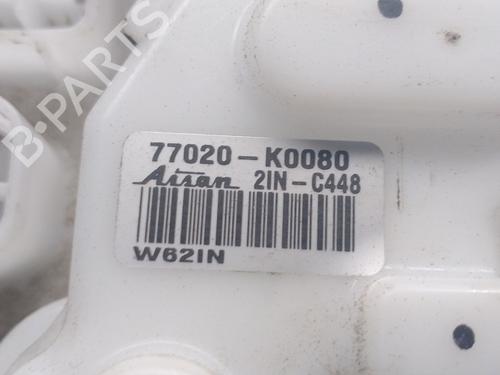 B-PARTS
77020-K0080
Aisan 2IN-C448
W62IN